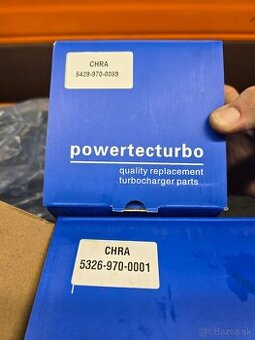 CHRA
5439-970-0089
powertecturbo
quality replacement
turbocharger parts
CHRA
5326-970-0001
Bazos.sk